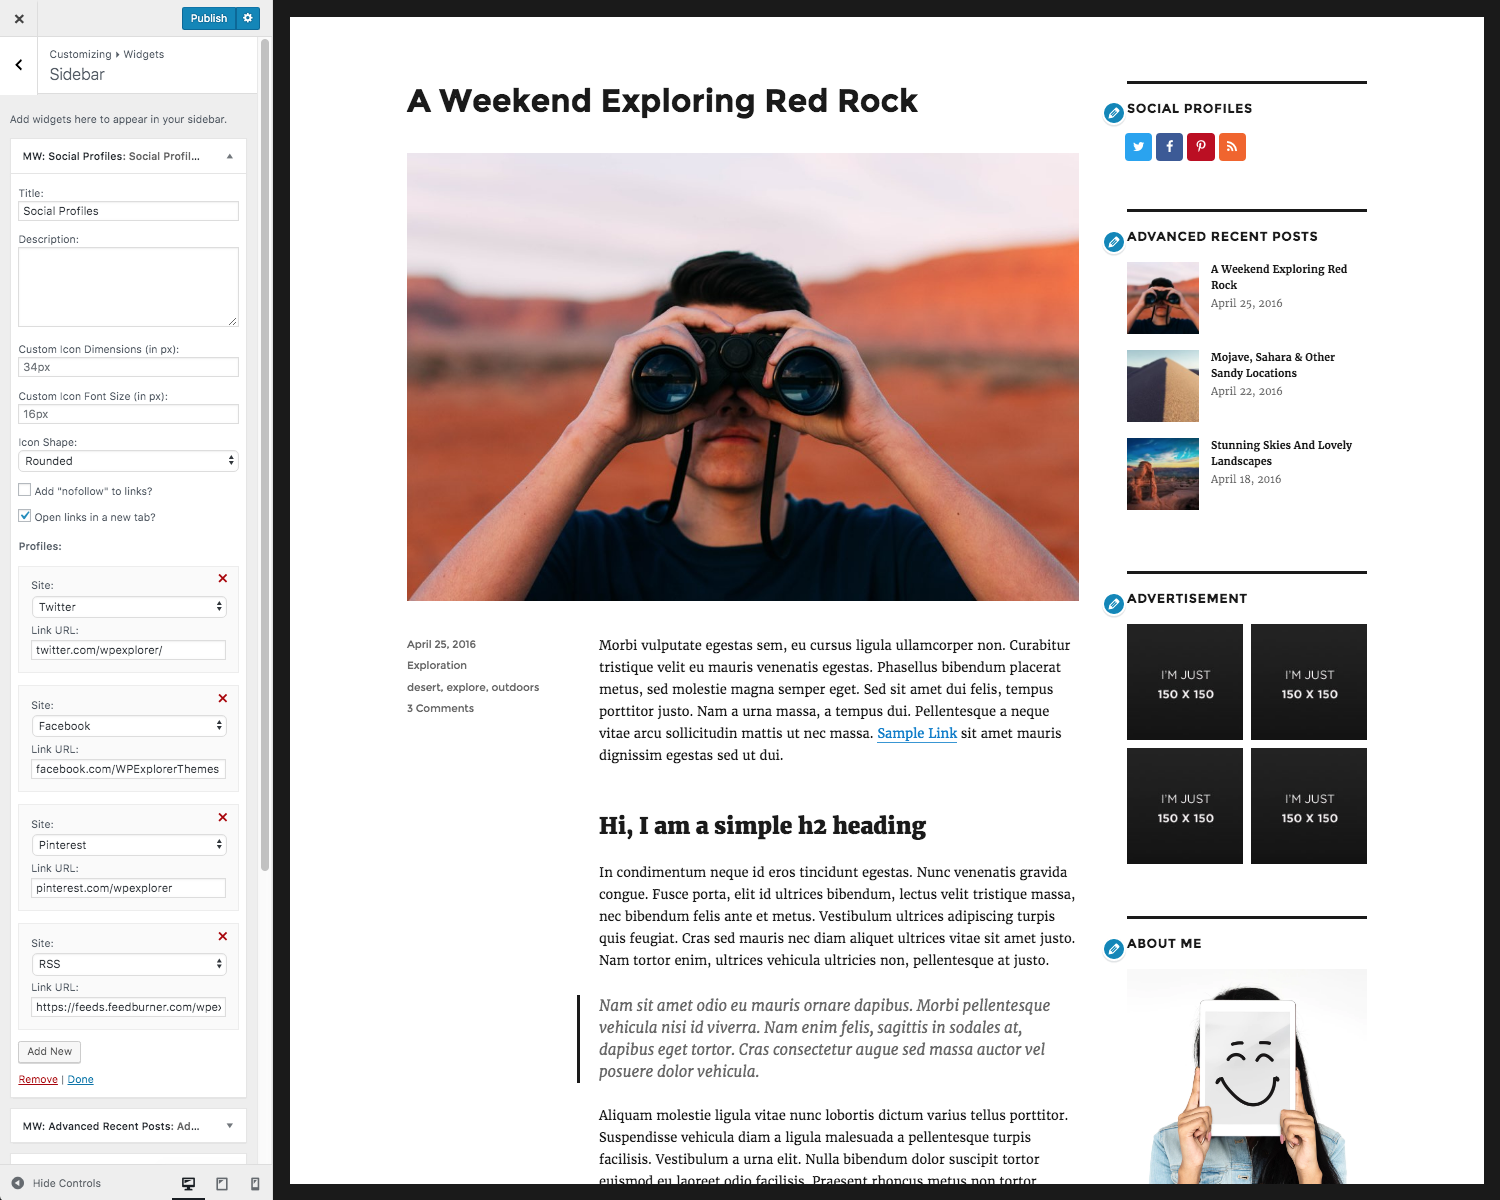 Publish
Customizing ▸ Widgets
Sidebar
Add widgets here to appear in your sidebar.
MW: Social Profiles: Social Profil...
Title:
Social Profiles
Description:
Custom Icon Dimensions (in px):
34px
Custom Icon Font Size (in px):
16px
Icon Shape:
Rounded
Add "nofollow" to links?
Open links in a new tab?
Profiles:
Site:
Twitter
Link URL:
twitter.com/wpexplorer/
Site:
Facebook
Link URL:
facebook.com/WPExplorerThemes
Site:
Pinterest
Link URL:
pinterest.com/wpexplorer
Site:
RSS
Link URL:
https://feeds.feedburner.com/wpex
Add New
Remove | Done
MW: Advanced Recent Posts: Ad...
Hide Controls
A Weekend Exploring Red Rock
April 25, 2016
Exploration
desert, explore, outdoors
3 Comments
Morbi vulputate egestas sem, eu cursus ligula ullamcorper non. Curabitur
tristique velit eu mauris venenatis egestas. Phasellus bibendum placerat
metus, sed molestie magna semper eget. Sed sit amet dui felis, tempus
porttitor justo. Nam a urna massa, a tempus dui. Pellentesque a neque
vitae arcu sollicitudin mattis ut nec massa. Sample Link sit amet mauris
dignissim egestas sed ut dui.
Hi, I am a simple h2 heading
In condimentum neque id eros tincidunt egestas. Nunc venenatis gravida
congue. Fusce porta, elit id ultrices bibendum, lectus velit tristique massa,
nec bibendum felis ante et metus. Vestibulum ultrices adipiscing turpis
quis feugiat. Cras sed mauris nec diam aliquet ultrices vitae sit amet justo.
Nam tortor enim, ultrices vehicula ultricies non, pellentesque at justo.
Nam sit amet odio eu mauris ornare dapibus. Morbi pellentesque
vehicula nisi id viverra. Nam enim felis, sagittis in sodales at,
dapibus eget tortor. Cras consectetur augue sed massa auctor vel
posuere dolor vehicula.
Aliquam molestie ligula vitae nunc lobortis dictum varius tellus porttitor.
Suspendisse vehicula diam a ligula malesuada a pellentesque turpis
facilisis. Vestibulum a urna elit. Nulla bibendum dolor suscipit tortor
euismod eu laoreet odio facilisis. Praesent rhoncus metus non tortor
SOCIAL PROFILES
ADVANCED RECENT POSTS
A Weekend Exploring Red
Rock
April 25, 2016
Mojave, Sahara & Other
Sandy Locations
April 22, 2016
Stunning Skies And Lovely
Landscapes
April 18, 2016
ADVERTISEMENT
I'M JUST
150 X 150
I'M JUST
150 X 150
I'M JUST
150 X 150
I'M JUST
150 X 150
ABOUT ME